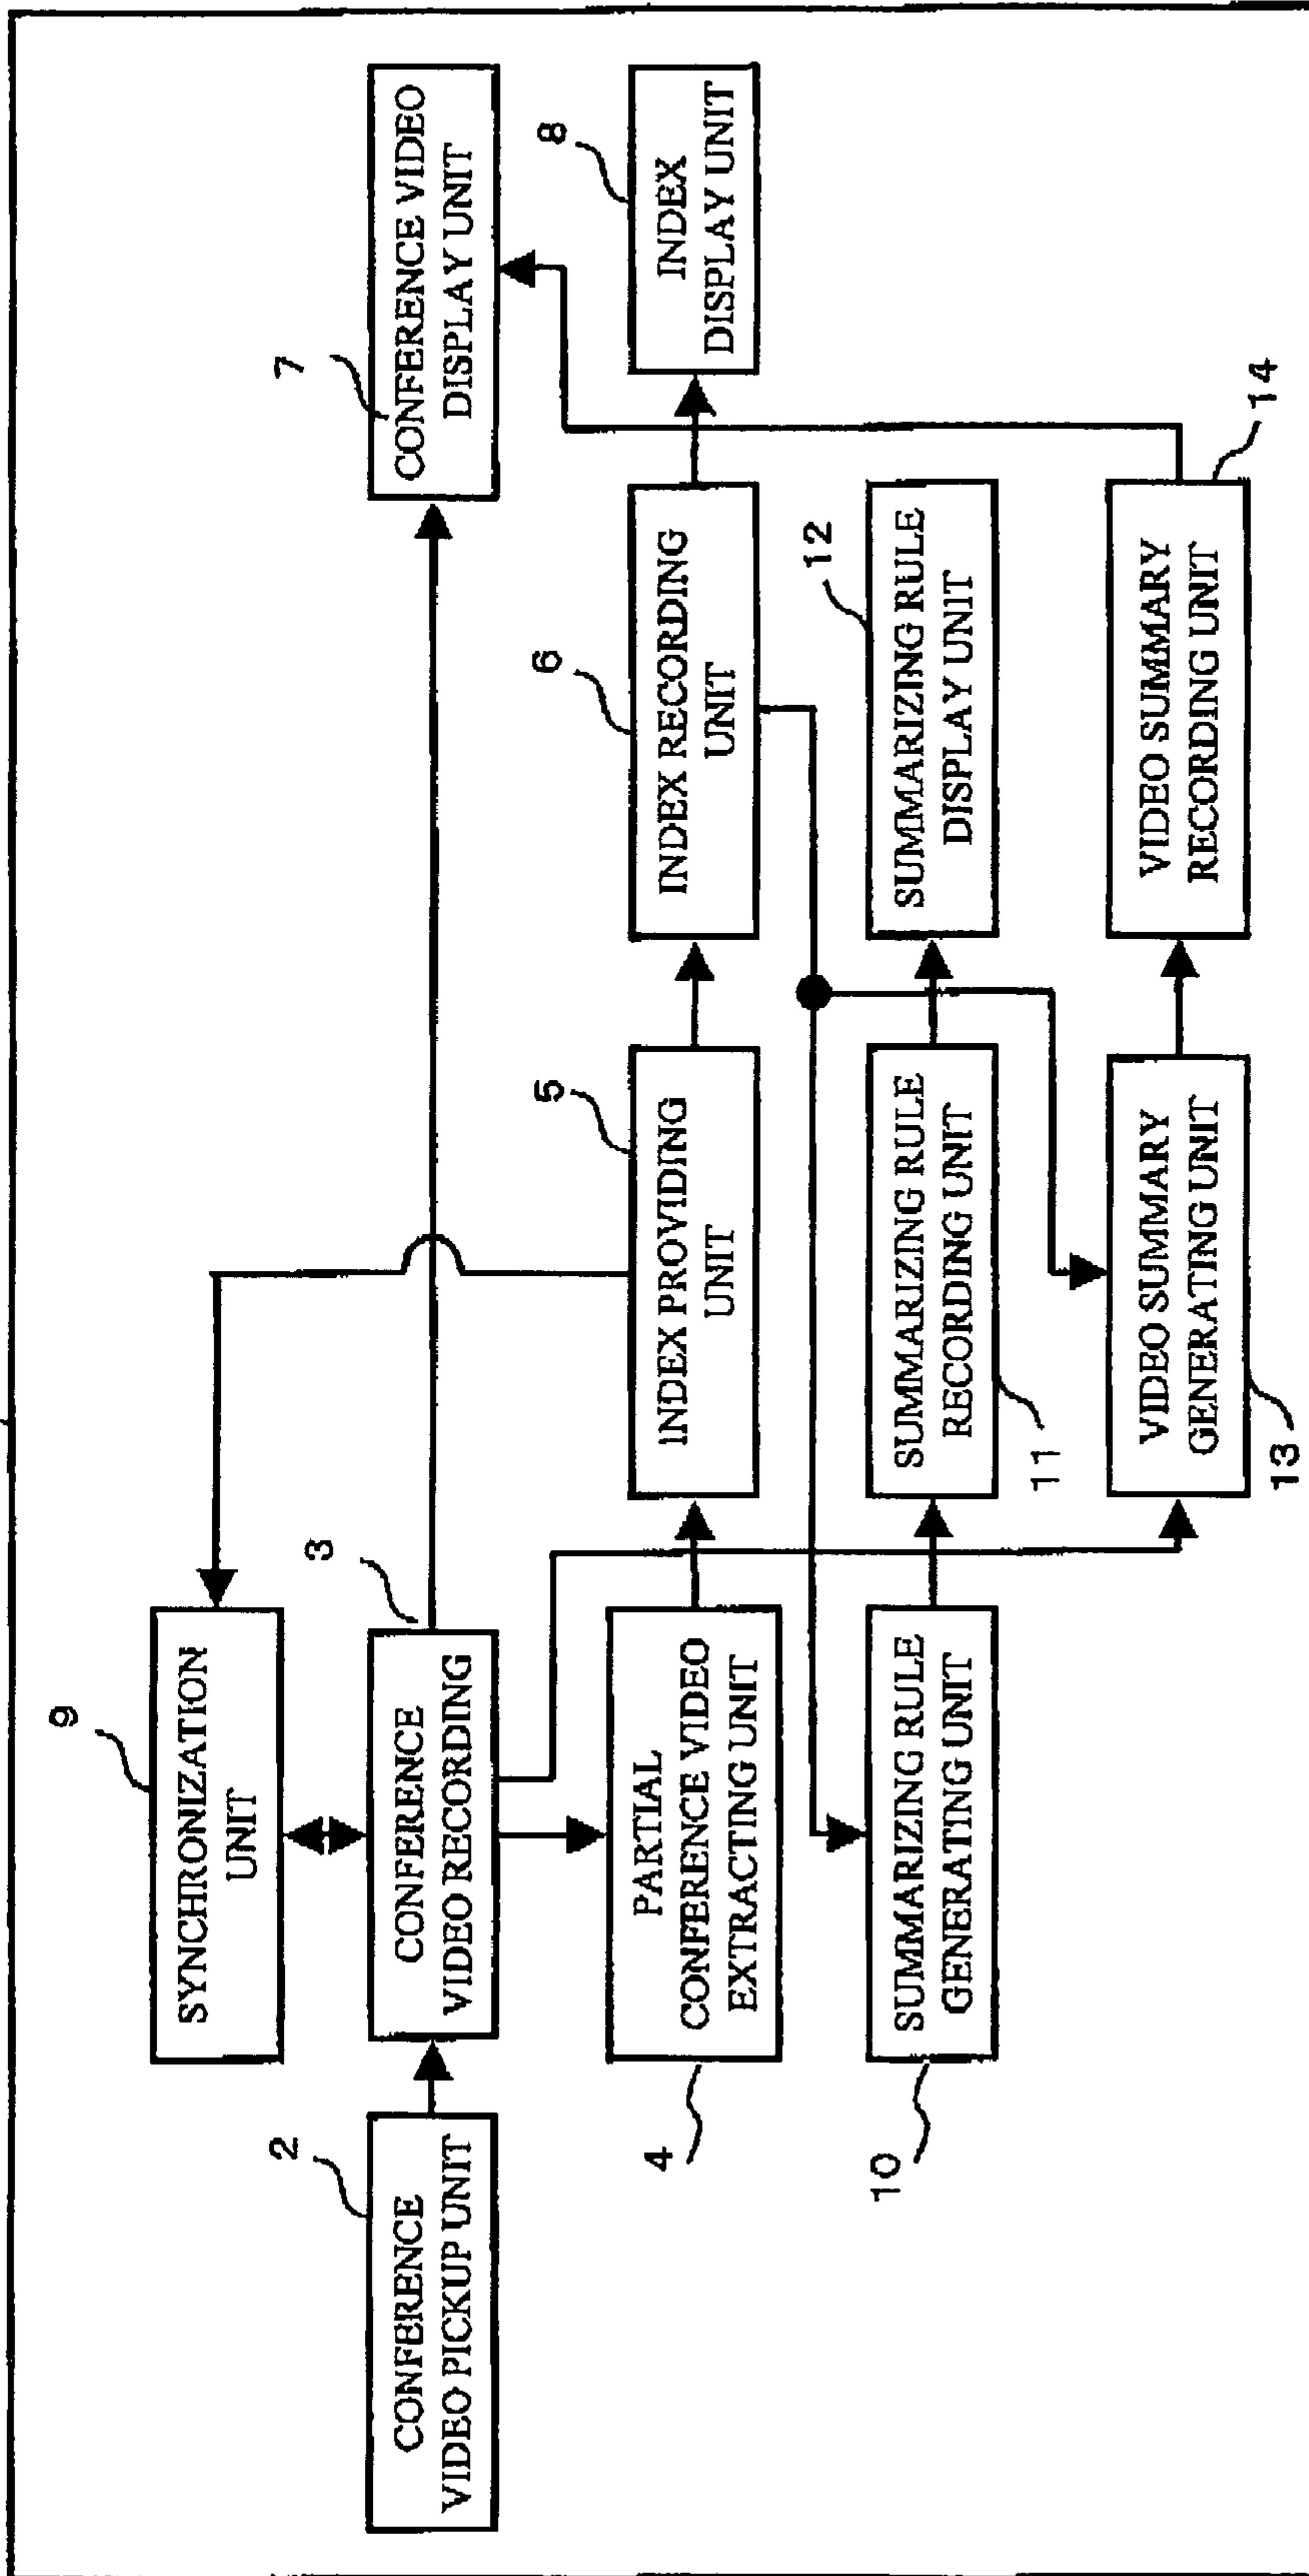 9
SYNCHRONIZATION
UNIT
2
CONFERENCE
VIDEO PICKUP UNIT
3
CONFERENCE
VIDEO RECORDING
7
CONFERENCE VIDEO
DISPLAY UNIT
4
PARTIAL
CONFERENCE VIDEO
EXTRACTING UNIT
5
INDEX PROVIDING
UNIT
6
INDEX RECORDING
UNIT
8
INDEX
DISPLAY UNIT
10
SUMMARIZING RULE
GENERATING UNIT
11
SUMMARIZING RULE
RECORDING UNIT
12
SUMMARIZING RULE
DISPLAY UNIT
13
VIDEO SUMMARY
GENERATING UNIT
14
VIDEO SUMMARY
RECORDING UNIT